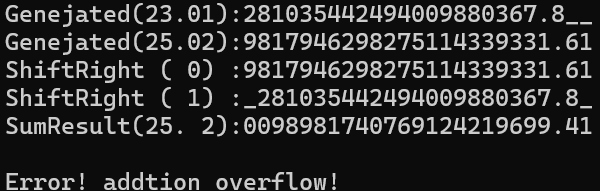 Genejated(23.01):281035442494009880367.8__
Genejated(25.02):9817946298275114339331.61
ShiftRight ( 0) :9817946298275114339331.61
ShiftRight ( 1) :_281035442494009880367.8_
SumResult(25. 2):0098981740769124219699.41
Error! addtion overflow!